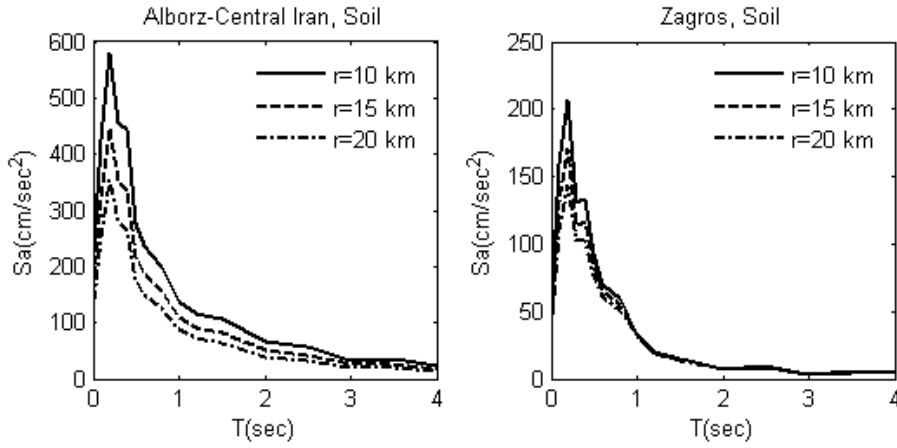 Alborz-Central Iran, Soil
600
500
400
300
200
100
0
Sa(cm/sec²)
r=10 km
r=15 km
r=20 km
0 1 2 3 4
T(sec)
Zagros, Soil
250
200
150
100
50
0
Sa(cm/sec²)
r=10 km
r=15 km
r=20 km
0 1 2 3 4
T(sec)